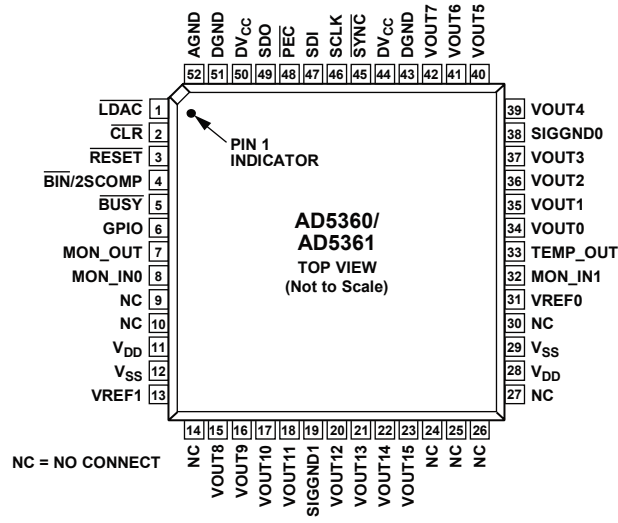 AGND
DGND
DVCC
SDO
PEC
SDI
SCLK
SYNC
DVCC
DGND
VOUT7
VOUT6
VOUT5
52 51 50 49 48 47 46 45 44 43 42 41 40
LDAC 1
CLR 2
RESET 3
BIN/2SCOMP 4
BUSY 5
GPIO 6
MON_OUT 7
MON_IN0 8
NC 9
NC 10
VDD 11
VSS 12
VREF1 13
PIN 1
INDICATOR
AD5360/
AD5361
TOP VIEW
(Not to Scale)
39 VOUT4
38 SIGGND0
37 VOUT3
36 VOUT2
35 VOUT1
34 VOUT0
33 TEMP_OUT
32 MON_IN1
31 VREF0
30 NC
29 VSS
28 VDD
27 NC
14 15 16 17 18 19 20 21 22 23 24 25 26
NC
VOUT8
VOUT9
VOUT10
VOUT11
SIGGND1
VOUT12
VOUT13
VOUT14
VOUT15
NC
NC
NC
NC = NO CONNECT